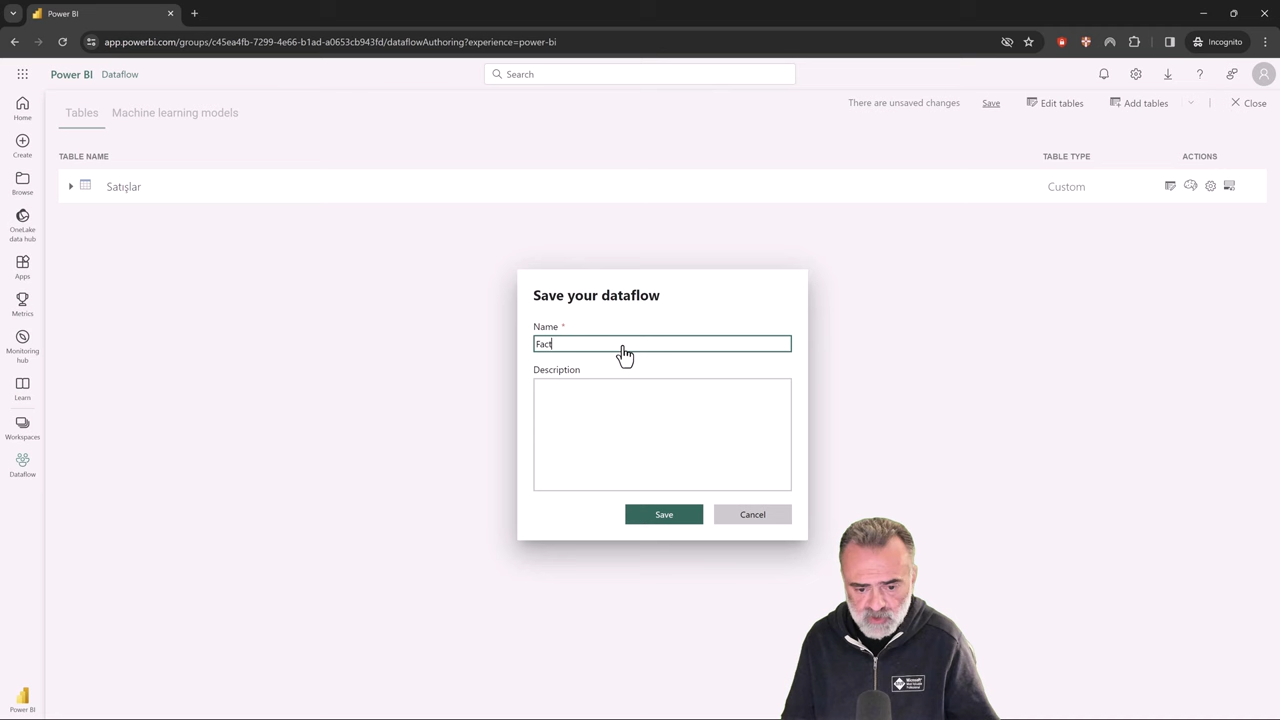 Power BI
app.powerbi.com/groups/c45ea4fb-7299-4e66-b1ad-a0653cb943fd/dataflowAuthoring?experience=power-bi
Incognito
Power BI Dataflow
Search
Home
Create
Browse
OneLake
data hub
Apps
Metrics
Monitoring
hub
Learn
Workspaces
Dataflow
Power BI
Tables Machine learning models
There are unsaved changes Save Edit tables Add tables Close
TABLE NAME TABLE TYPE ACTIONS
Satışlar Custom
Save your dataflow
Name *
Fact
Description
Save Cancel
Microsoft